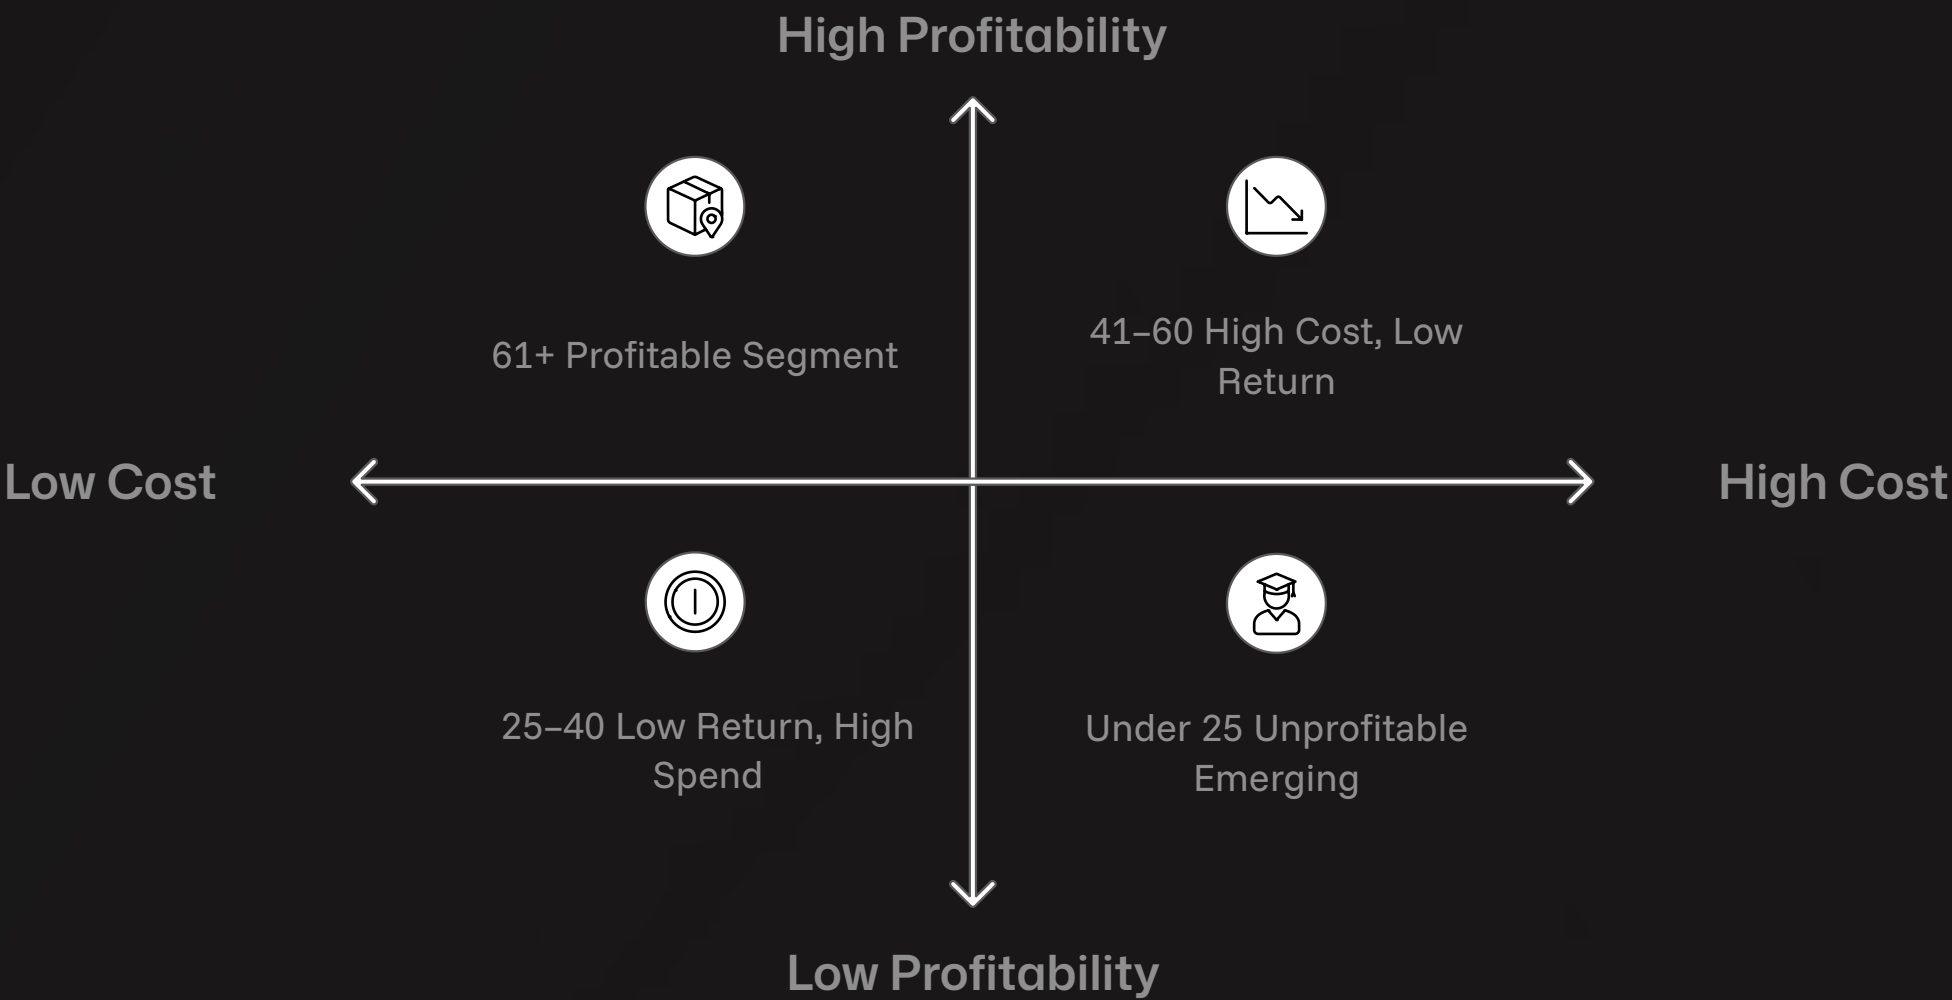 High Profitability
61+ Profitable Segment
41–60 High Cost, Low
Return
Low Cost
High Cost
25–40 Low Return, High
Spend
Under 25 Unprofitable
Emerging
Low Profitability